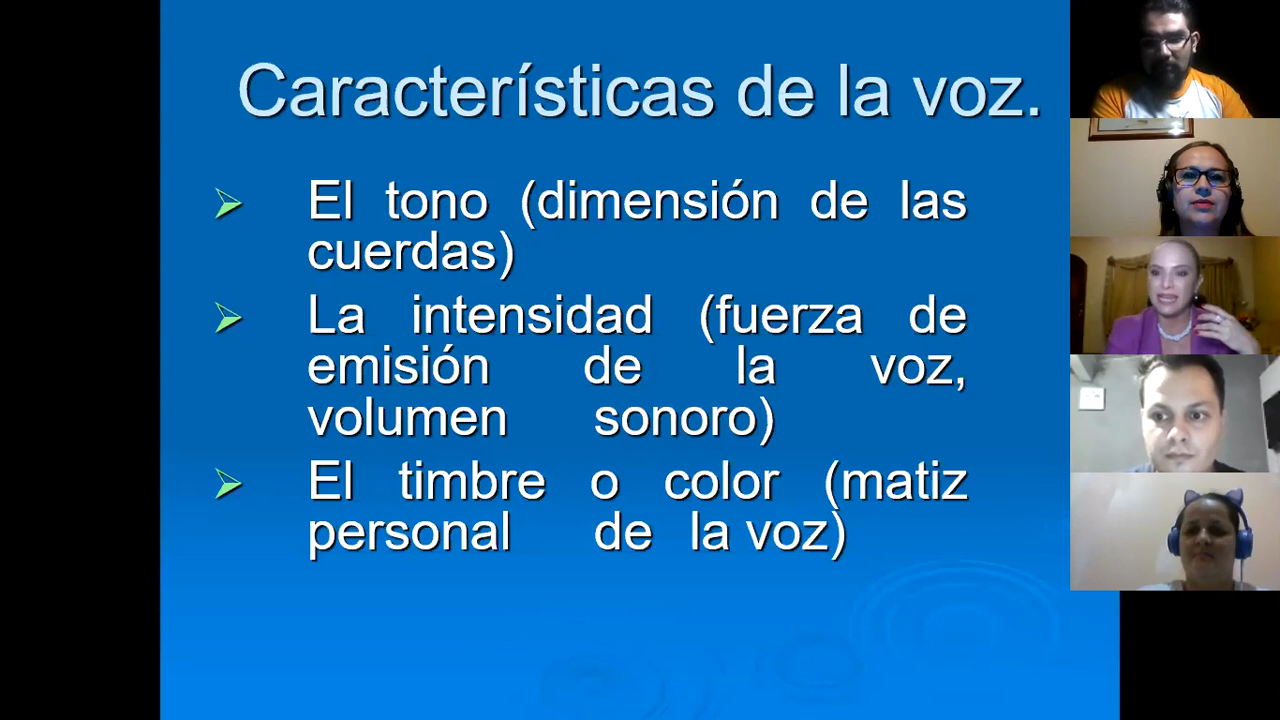 Características de la voz.
El tono (dimensión de las
cuerdas)
La intensidad (fuerza de
emisión de la voz,
volumen sonoro)
El timbre o color (matiz
personal de la voz)